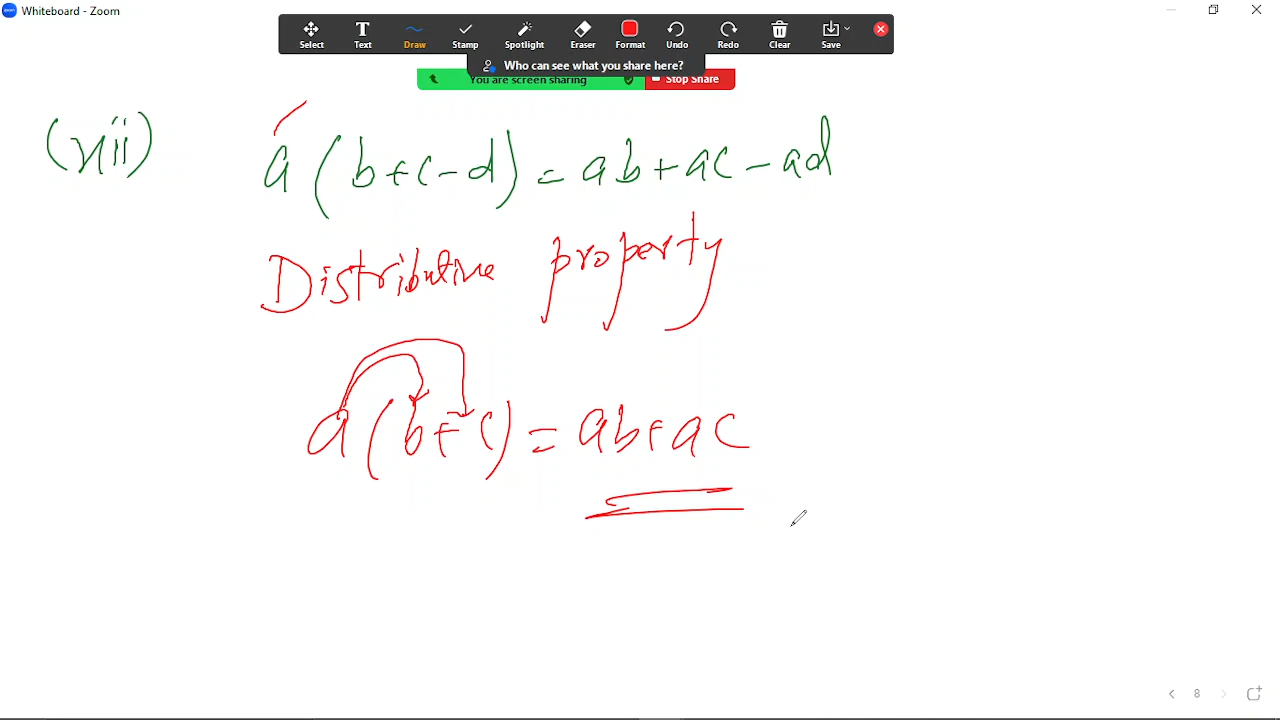 Whiteboard - Zoom
Select Text Draw Stamp Spotlight Eraser Format Undo Redo Clear Save
Who can see what you share here?
You are screen sharing Stop Share
(xii) a(b+c-d) = ab+ac-ad
Distributive property
a(b+c) = ab+ac
8